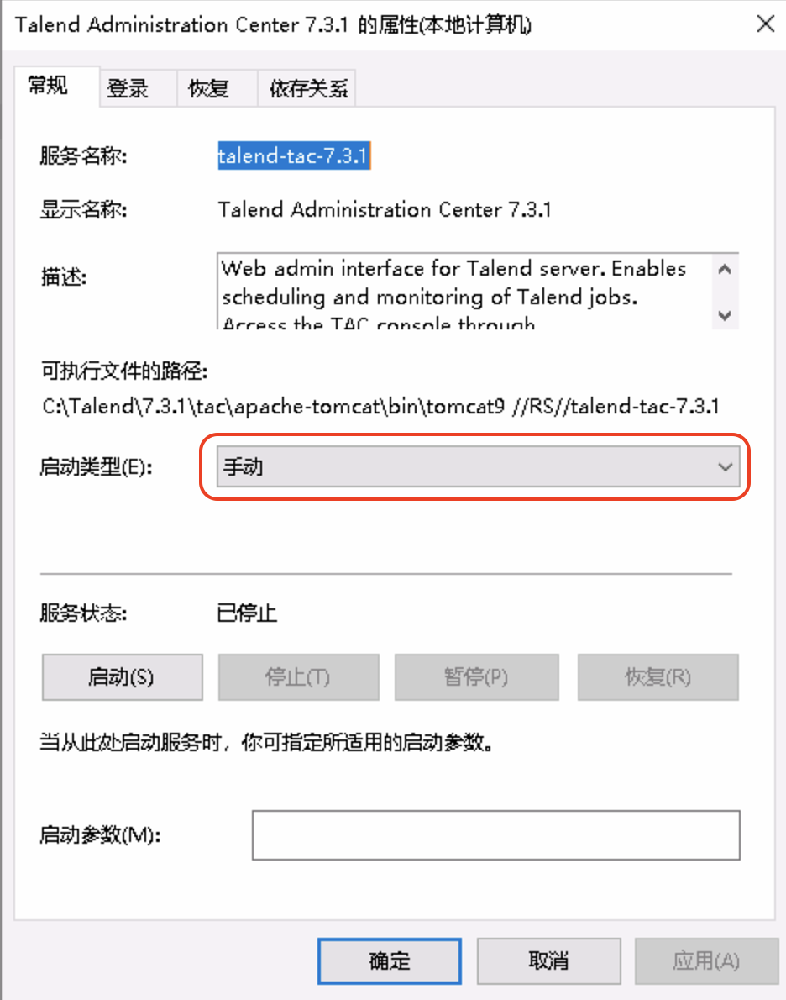 Talend Administration Center 7.3.1 的属性(本地计算机)
常规 登录 恢复 依存关系
服务名称: talend-tac-7.3.1
显示名称: Talend Administration Center 7.3.1
描述: Web admin interface for Talend server. Enables
scheduling and monitoring of Talend jobs.
Access the TAC console through
可执行文件的路径:
C:\Talend\7.3.1\tac\apache-tomcat\bin\tomcat9 //RS//talend-tac-7.3.1
启动类型(E): 手动
服务状态: 已停止
启动(S) 停止(T) 暂停(P) 恢复(R)
当从此处启动服务时，你可指定所适用的启动参数。
启动参数(M):
确定 取消 应用(A)